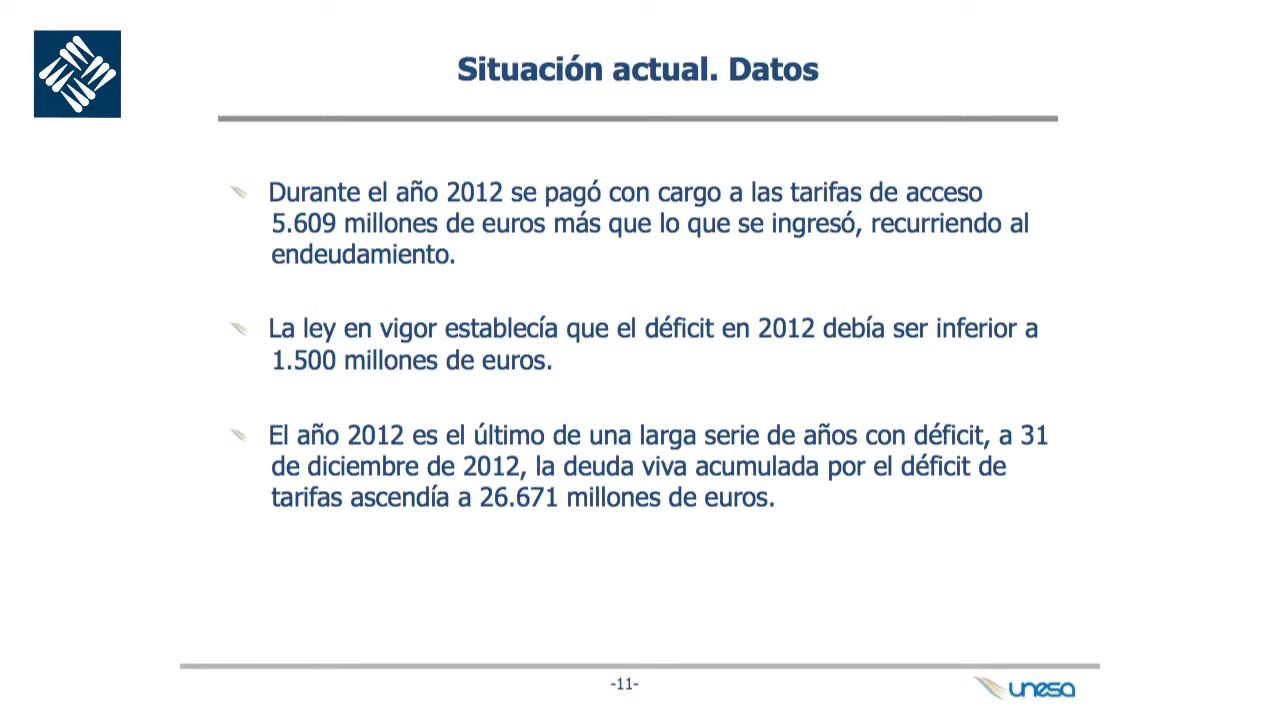 Situación actual. Datos
Durante el año 2012 se pagó con cargo a las tarifas de acceso
5.609 millones de euros más que lo que se ingresó, recurriendo al
endeudamiento.
La ley en vigor establecía que el déficit en 2012 debía ser inferior a
1.500 millones de euros.
El año 2012 es el último de una larga serie de años con déficit, a 31
de diciembre de 2012, la deuda viva acumulada por el déficit de
tarifas ascendía a 26.671 millones de euros.
-11-
unesa